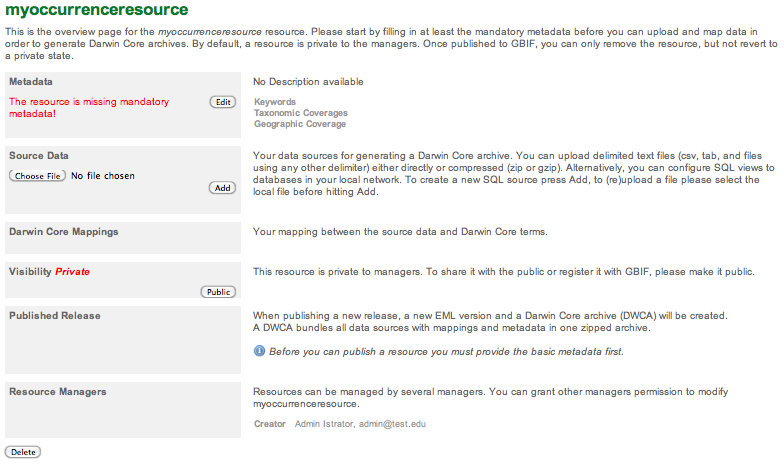 myoccurrenceresource
This is the overview page for the myoccurrenceresource resource. Please start by filling in at least the mandatory metadata before you can upload and map data in
order to generate Darwin Core archives. By default, a resource is private to the managers. Once published to GBIF, you can only remove the resource, but not revert to
a private state.
Metadata
The resource is missing mandatory
metadata!
Edit
No Description available
Keywords
Taxonomic Coverages
Geographic Coverage
Source Data
Choose File No file chosen
Add
Your data sources for generating a Darwin Core archive. You can upload delimited text files (csv, tab, and files
using any other delimiter) either directly or compressed (zip or gzip). Alternatively, you can configure SQL views to
databases in your local network. To create a new SQL source press Add, to (re)upload a file please select the
local file before hitting Add.
Darwin Core Mappings
Your mapping between the source data and Darwin Core terms.
Visibility Private
Public
This resource is private to managers. To share it with the public or register it with GBIF, please make it public.
Published Release
When publishing a new release, a new EML version and a Darwin Core archive (DWCA) will be created.
A DWCA bundles all data sources with mappings and metadata in one zipped archive.
Before you can publish a resource you must provide the basic metadata first.
Resource Managers
Resources can be managed by several managers. You can grant other managers permission to modify
myoccurrenceresource.
Creator Admin Istrator, admin@test.edu
Delete